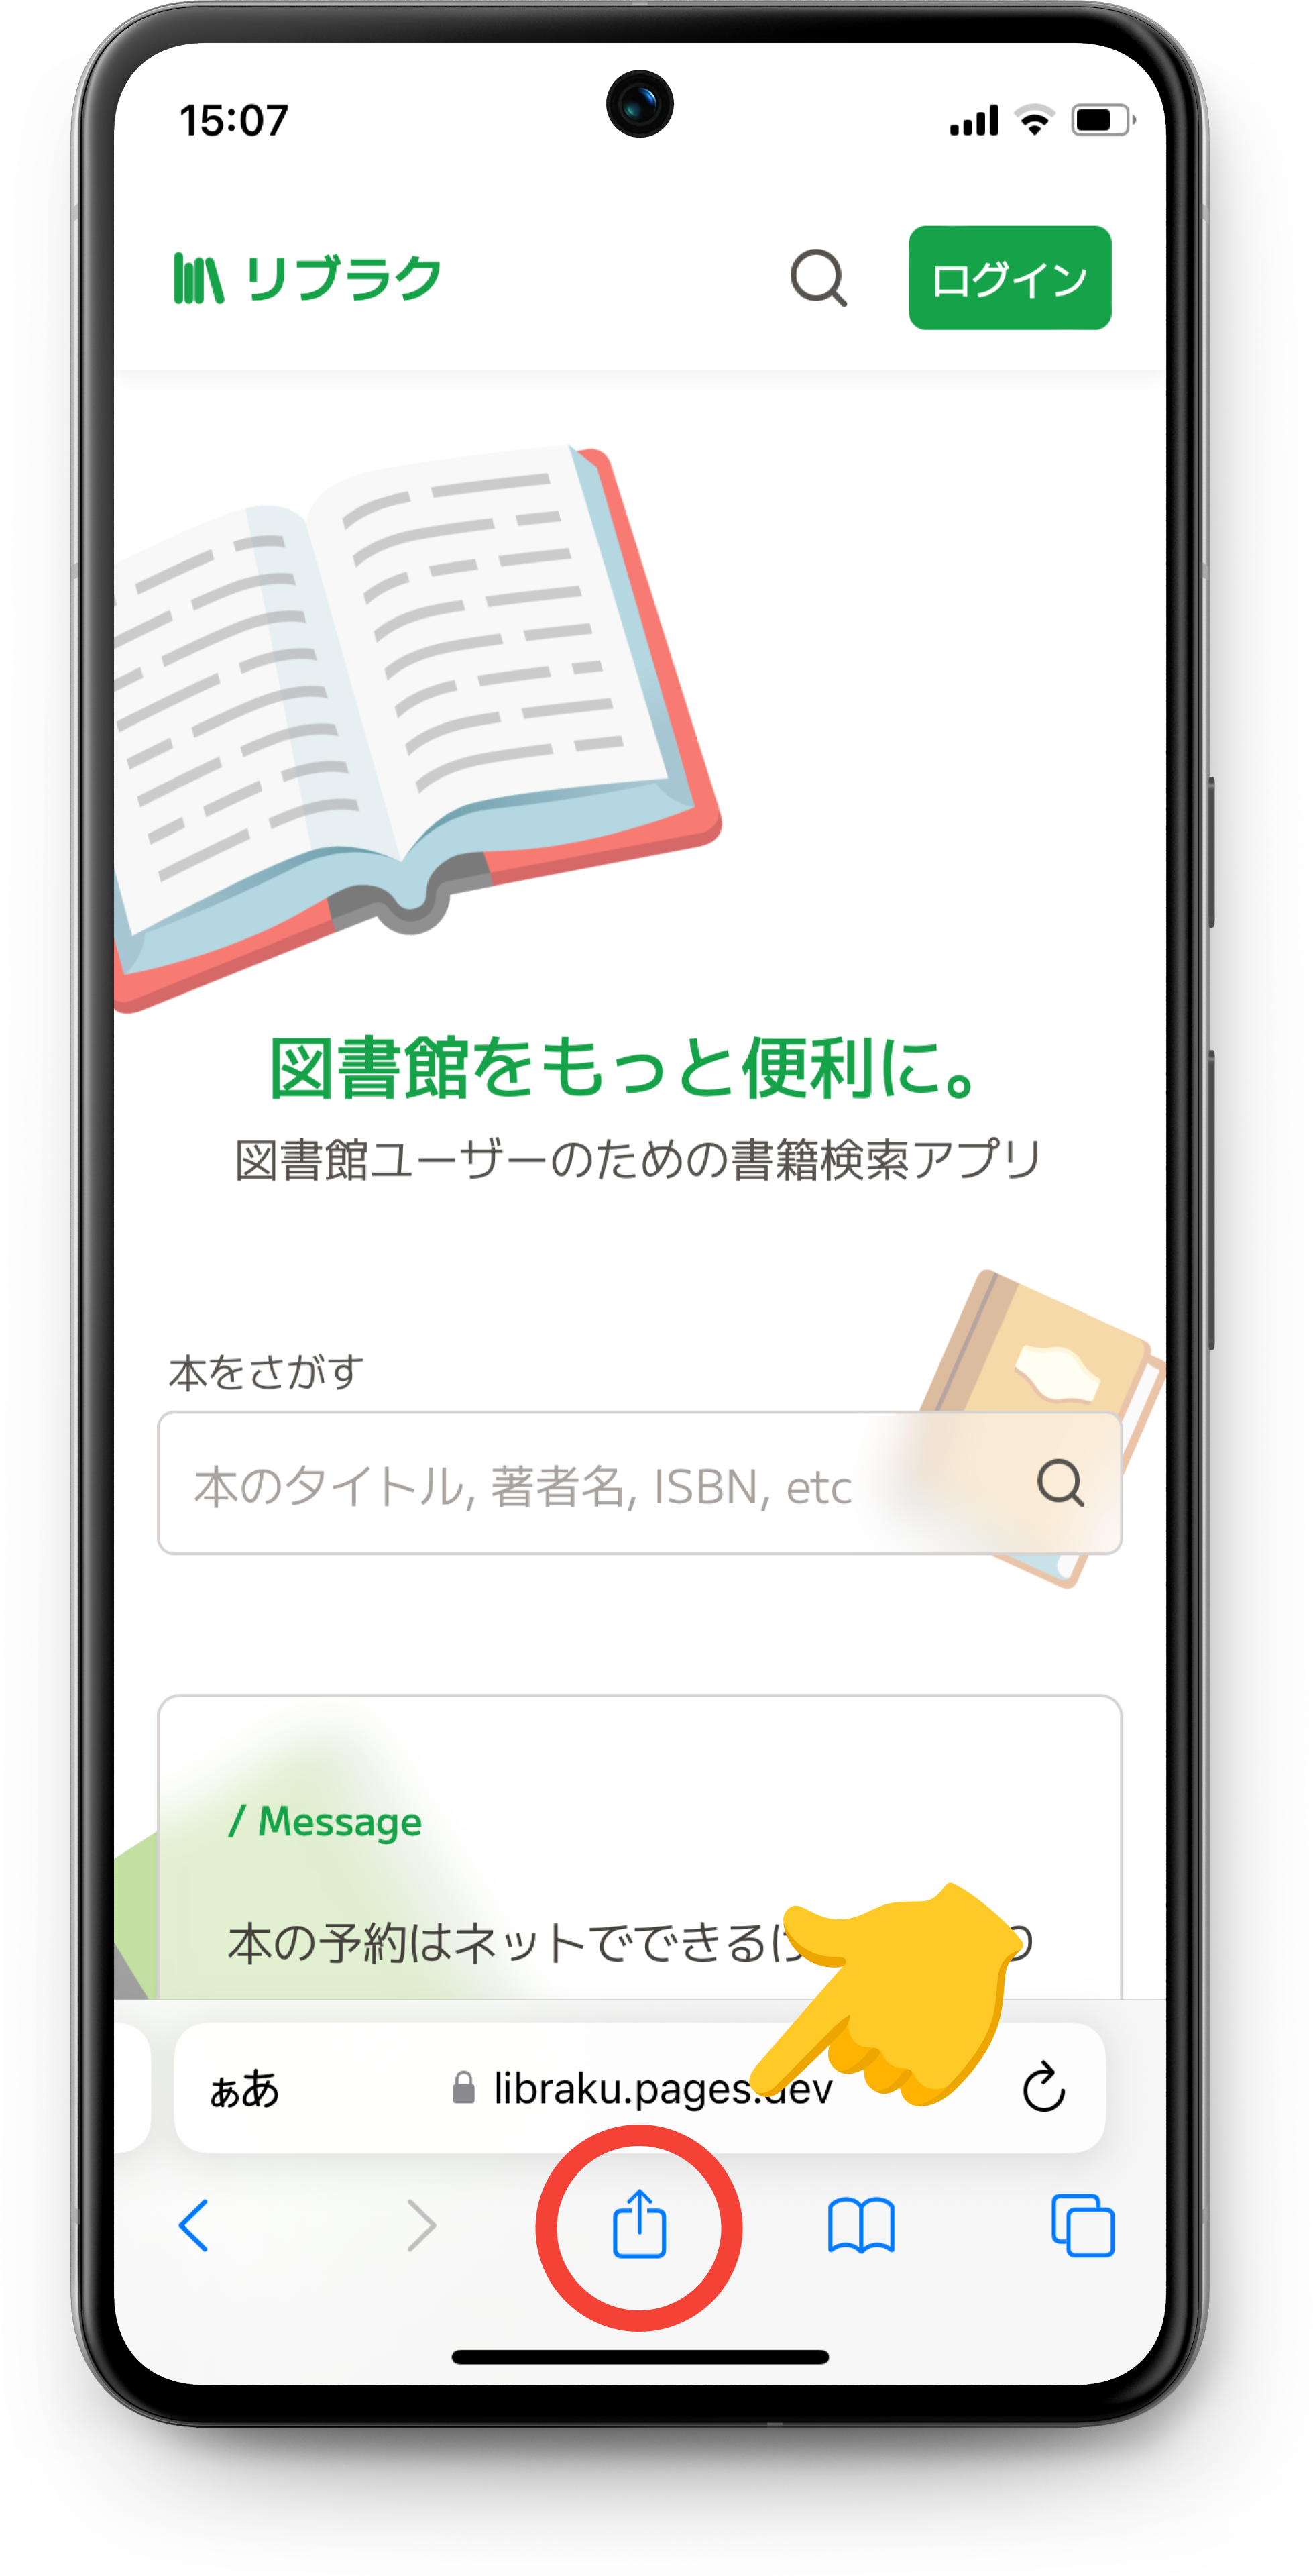 15:07
リブラク
ログイン
図書館をもっと便利に。
図書館ユーザーのための書籍検索アプリ
本をさがす
本のタイトル, 著者名, ISBN, etc
/ Message
本の予約はネットでできるけ
ぁあ
libraku.pages.dev